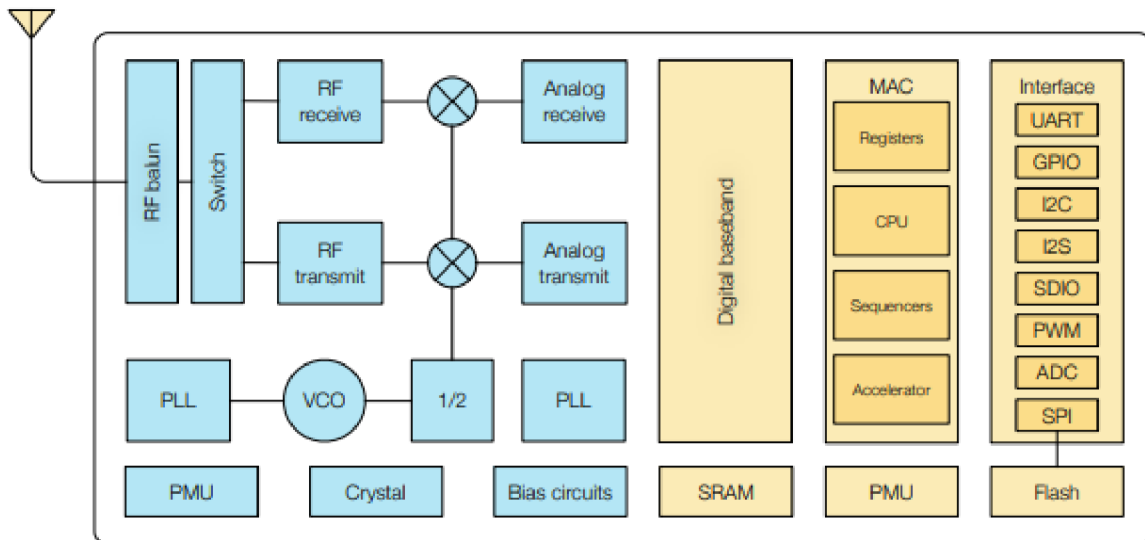 RF balun
Switch
RF
receive
Analog
receive
RF
transmit
Analog
transmit
PLL
VCO
1/2
PLL
PMU
Crystal
Bias circuits
Digital baseband
SRAM
MAC
Registers
CPU
Sequencers
Accelerator
PMU
Interface
UART
GPIO
I2C
I2S
SDIO
PWM
ADC
SPI
Flash